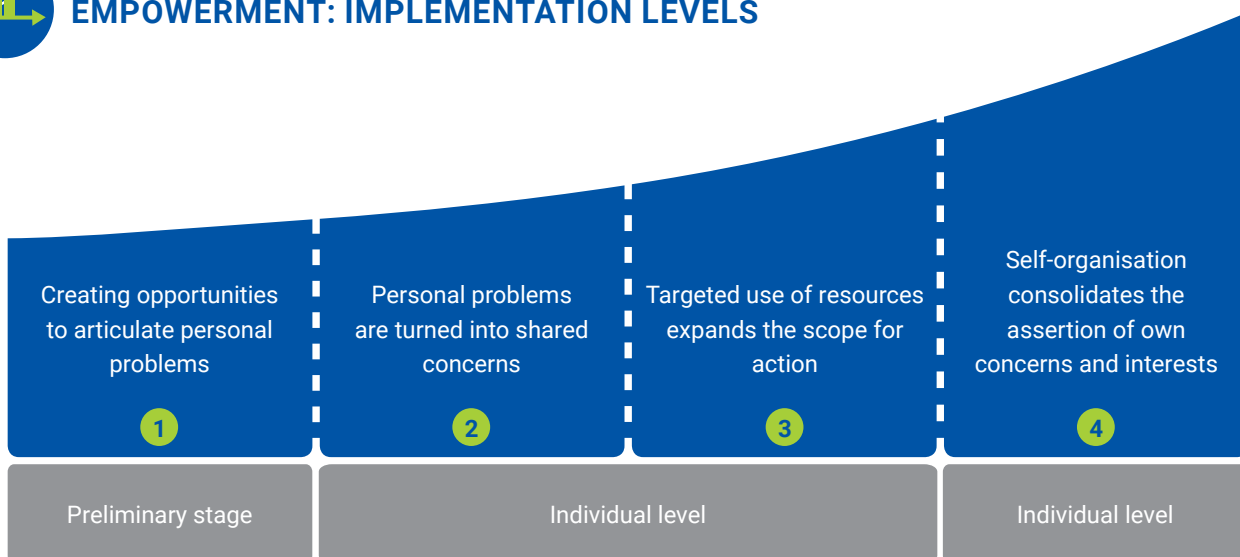 EMPOWERMENT: IMPLEMENTATION LEVELS
Creating opportunities
to articulate personal
problems
1
Personal problems
are turned into shared
concerns
2
Targeted use of resources
expands the scope for
action
3
Self-organisation
consolidates the
assertion of own
concerns and interests
4
Preliminary stage
Individual level
Individual level